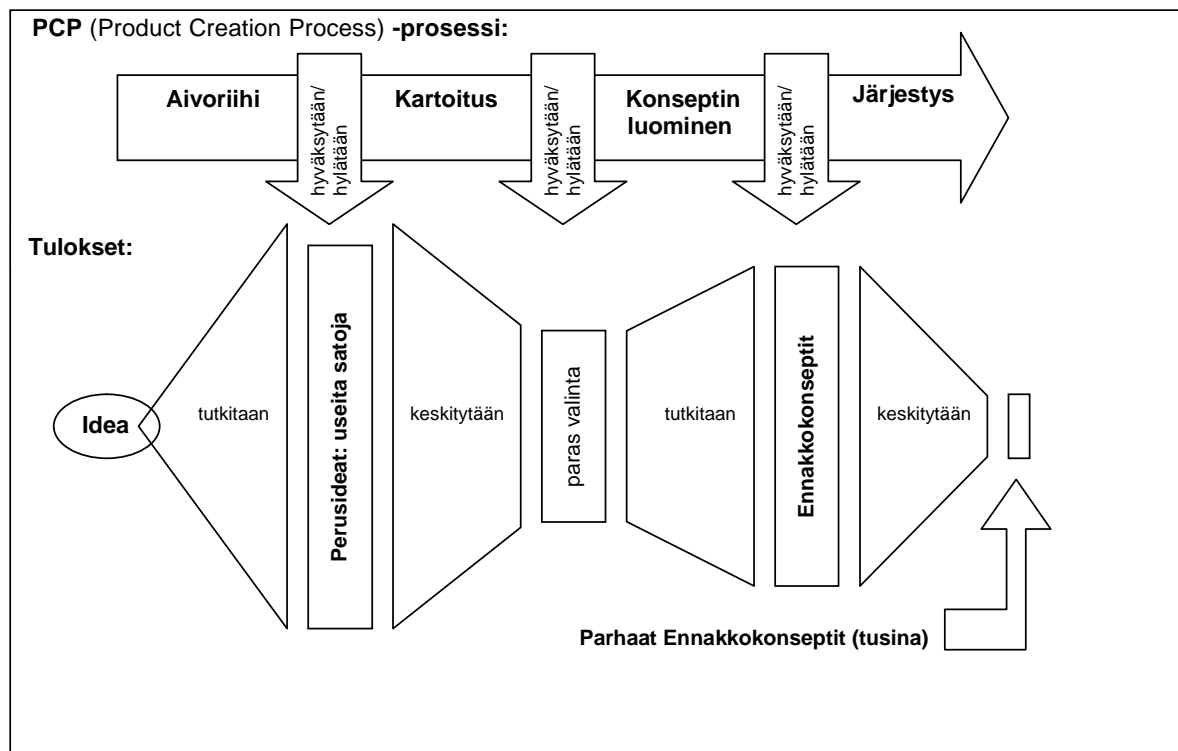 PCP (Product Creation Process) -prosessi:
Aivoriihi
hyväksytään/
hylätään
Kartoitus
hyväksytään/
hylätään
Konseptin
luominen
hyväksytään/
hylätään
Järjestys
Tulokset:
Idea
tutkitaan
Perusideat: useita satoja
keskitytään
paras valinta
tutkitaan
Ennakkokonseptit
keskitytään
Parhaat Ennakkokonseptit (tusina)